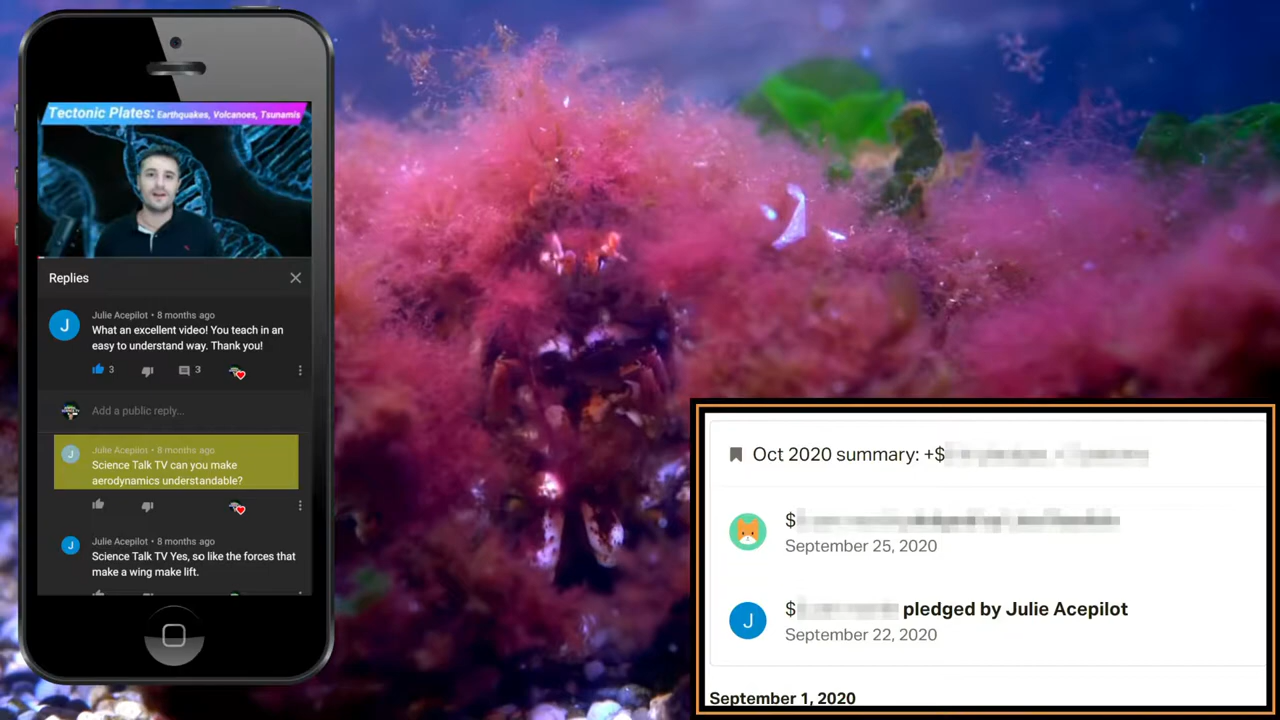 Tectonic Plates: Earthquakes, Volcanoes, Tsunamis
Replies
J
Julie Acepilot • 8 months ago
What an excellent video! You teach in an
easy to understand way. Thank you!
3
3
Add a public reply...
J
Julie Acepilot • 8 months ago
Science Talk TV can you make
aerodynamics understandable?
J
Julie Acepilot • 8 months ago
Science Talk TV Yes, so like the forces that
make a wing make lift.
Oct 2020 summary: +$
$
September 25, 2020
J
$ pledged by Julie Acepilot
September 22, 2020
September 1, 2020